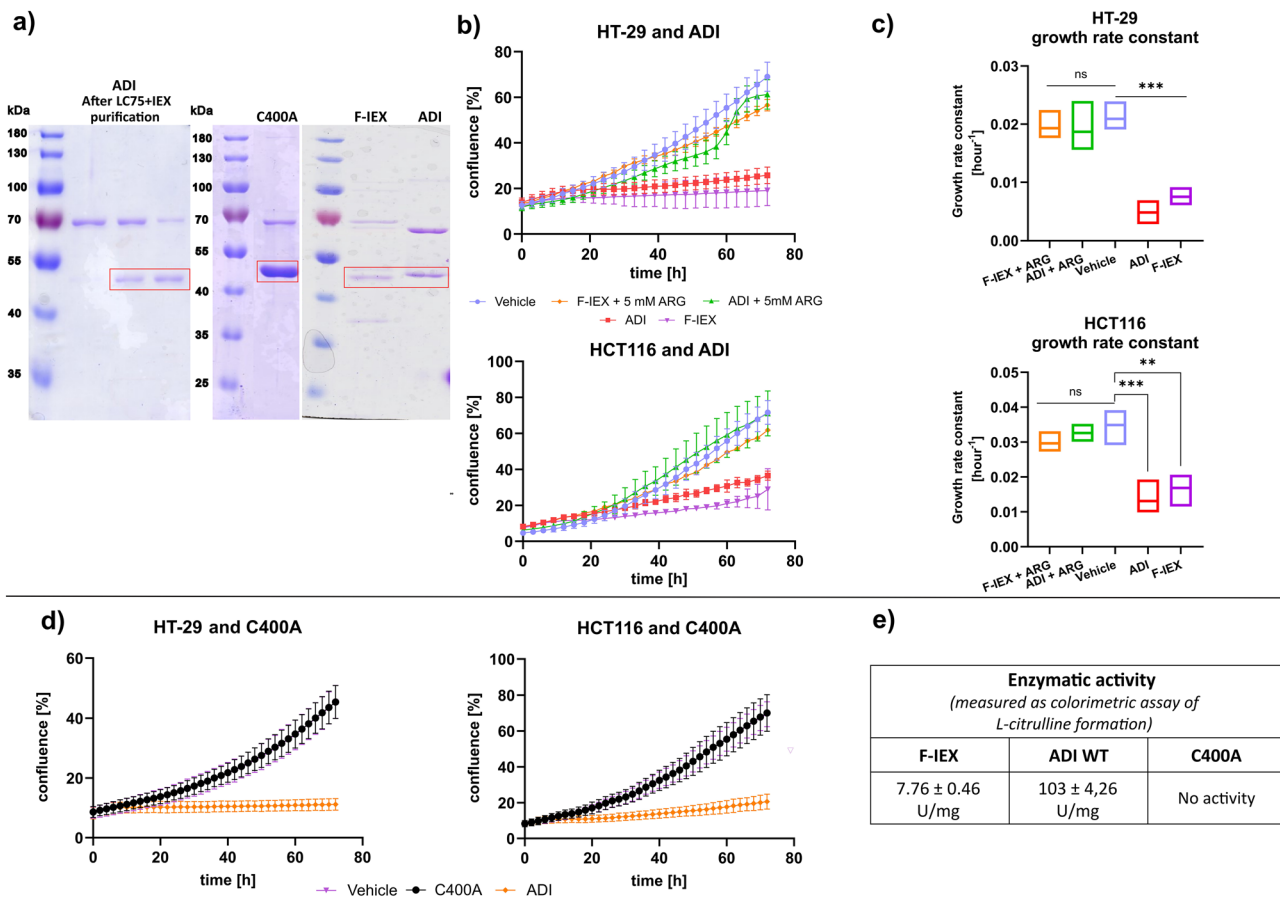 a)
ADI
After LC75+IEX
purification
kDa
180
130
100
70
55
40
35
kDa
C400A
F-IEX
ADI
180
130
100
70
55
40
35
25
b)
HT-29 and ADI
confluence [%]
80
60
40
20
0
0 20 40 60 80
time [h]
Vehicle F-IEX + 5 mM ARG ADI + 5mM ARG
ADI F-IEX
HCT116 and ADI
confluence [%]
100
80
60
40
20
0
0 20 40 60 80
time [h]
c)
HT-29
growth rate constant
Growth rate constant
[hour-1]
0.03
0.02
0.01
0.00
ns
***
F-IEX + ARG
ADI + ARG
Vehicle
ADI
F-IEX
HCT116
growth rate constant
Growth rate constant
[hour-1]
0.05
0.04
0.03
0.02
0.01
0.00
ns
**
***
F-IEX + ARG
ADI + ARG
Vehicle
ADI
F-IEX
d)
HT-29 and C400A
confluence [%]
60
40
20
0
0 20 40 60 80
time [h]
HCT116 and C400A
confluence [%]
100
80
60
40
20
0
0 20 40 60 80
time [h]
Vehicle C400A ADI
e)
Enzymatic activity
(measured as colorimetric assay of
L-citrulline formation)
F-IEX ADI WT C400A
7.76 ± 0.46 103 ± 4,26 No activity
U/mg U/mg